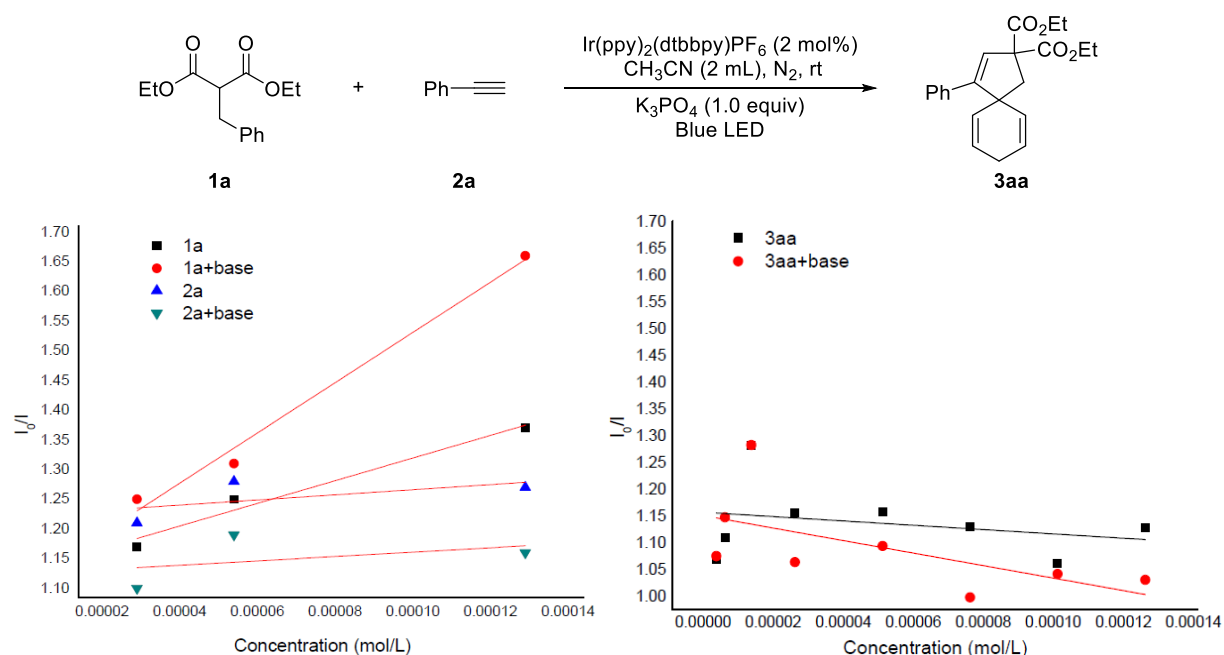 O O
EtO OEt
Ph
1a
+
Ph
2a
Ir(ppy)2(dtbbpy)PF6 (2 mol%)
CH3CN (2 mL), N2, rt
K3PO4 (1.0 equiv)
Blue LED
CO2Et
CO2Et
Ph
3aa
1.70
1.65
1.60
1.55
1.50
1.45
1.40
1.35
1.30
1.25
1.20
1.15
1.10
I0/I
1a
1a+base
2a
2a+base
0.00002 0.00004 0.00006 0.00008 0.00010 0.00012 0.00014
Concentration (mol/L)
1.70
1.65
1.60
1.55
1.50
1.45
1.40
1.35
1.30
1.25
1.20
1.15
1.10
1.05
1.00
I0/I
3aa
3aa+base
0.00000 0.00002 0.00004 0.00006 0.00008 0.00010 0.00012 0.00014
Concentration (mol/L)